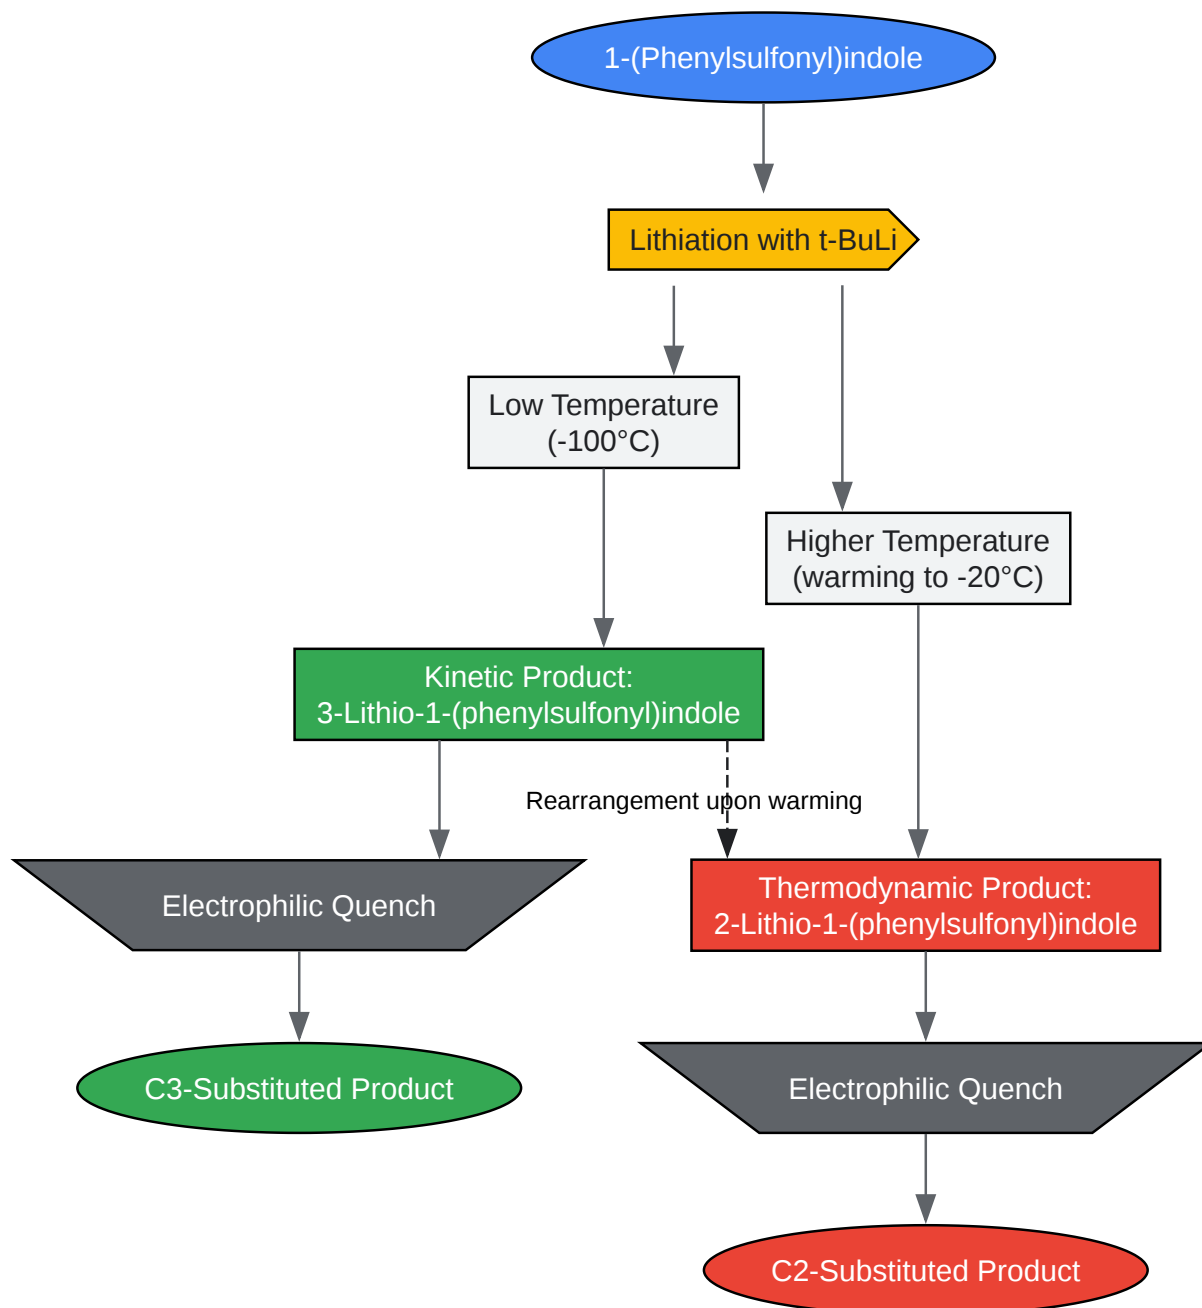 1-(Phenylsulfonyl)indole
Lithiation with t-BuLi
Low Temperature
(-100°C)
Higher Temperature
(warming to -20°C)
Kinetic Product:
3-Lithio-1-(phenylsulfonyl)indole
Rearrangement upon warming
Electrophilic Quench
Thermodynamic Product:
2-Lithio-1-(phenylsulfonyl)indole
C3-Substituted Product
Electrophilic Quench
C2-Substituted Product